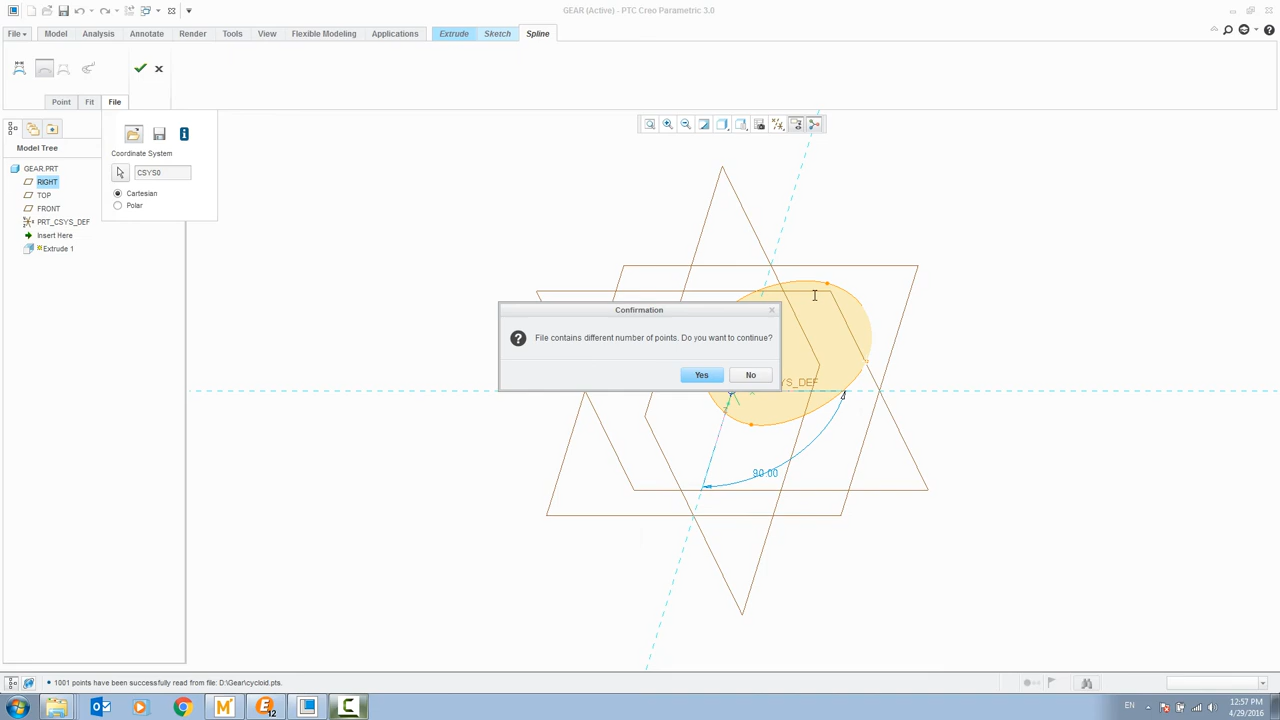 GEAR (Active) - PTC Creo Parametric 3.0
File Model Analysis Annotate Render Tools View Flexible Modeling Applications Extrude Sketch Spline
Point Fit File
Model Tree
GEAR.PRT
RIGHT
TOP
FRONT
PRT_CSYS_DEF
Insert Here
Extrude 1
Coordinate System
CSYS0
Cartesian
Polar
Confirmation
File contains different number of points. Do you want to continue?
Yes No
YS_DEF
90.00
1001 points have been successfully read from file: D:\Gear\cycloid.pts.
12
EN
12:57 PM
4/29/2016